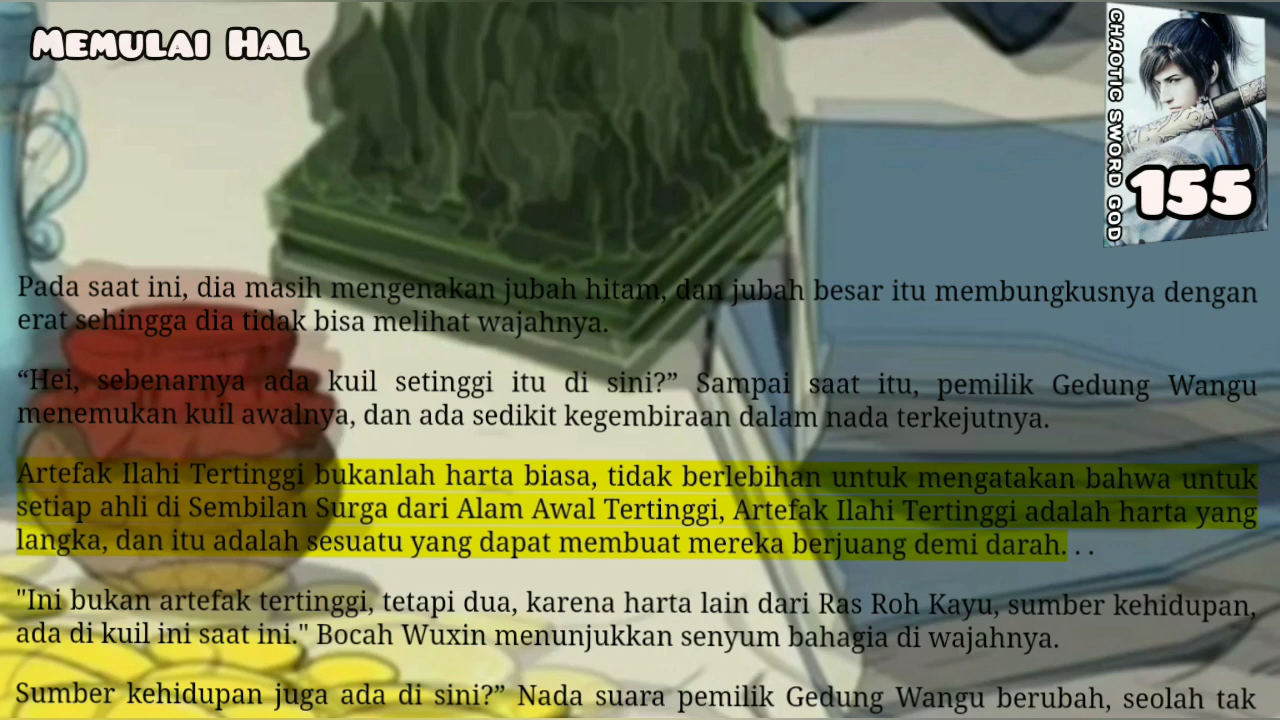 Memulai Hal
CHAOTIC SWORD GOD
155
Pada saat ini, dia masih mengenakan jubah hitam, dan jubah besar itu membungkusnya dengan
erat sehingga dia tidak bisa melihat wajahnya.
“Hei, sebenarnya ada kuil setinggi itu di sini?” Sampai saat itu, pemilik Gedung Wangu
menemukan kuil awalnya, dan ada sedikit kegembiraan dalam nada terkejutnya.
Artefak Ilahi Tertinggi bukanlah harta biasa, tidak berlebihan untuk mengatakan bahwa untuk
setiap ahli di Sembilan Surga dari Alam Awal Tertinggi, Artefak Ilahi Tertinggi adalah harta yang
langka, dan itu adalah sesuatu yang dapat membuat mereka berjuang demi darah. . .
"Ini bukan artefak tertinggi, tetapi dua, karena harta lain dari Ras Roh Kayu, sumber kehidupan,
ada di kuil ini saat ini." Bocah Wuxin menunjukkan senyum bahagia di wajahnya.
Sumber kehidupan juga ada di sini?” Nada suara pemilik Gedung Wangu berubah, seolah tak